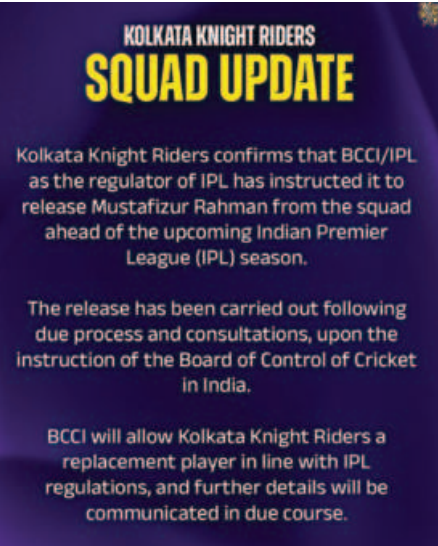 KOLKATA KNIGHT RIDERS
SQUAD UPDATE
Kolkata Knight Riders confirms that BCCI/IPL
as the regulator of IPL has instructed it to
release Mustafizur Rahman from the squad
ahead of the upcoming Indian Premier
League (IPL) season.
The release has been carried out following
due process and consultations, upon the
instruction of the Board of Control of Cricket
in India.
BCCI will allow Kolkata Knight Riders a
replacement player in line with IPL
regulations, and further details will be
communicated in due course.